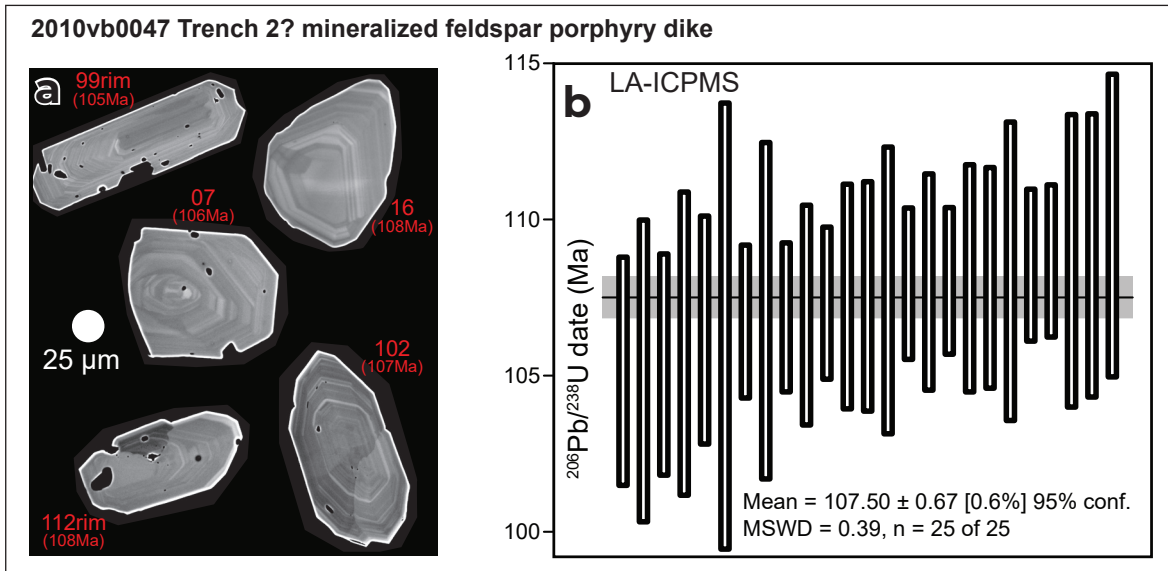 2010vb0047 Trench 2? mineralized feldspar porphyry dike
a
99rim
(105Ma)
16
(108Ma)
07
(106Ma)
25 µm
102
(107Ma)
112rim
(108Ma)
b
LA-ICPMS
115
110
105
100
206Pb/238U date (Ma)
Mean = 107.50 ± 0.67 [0.6%] 95% conf.
MSWD = 0.39, n = 25 of 25